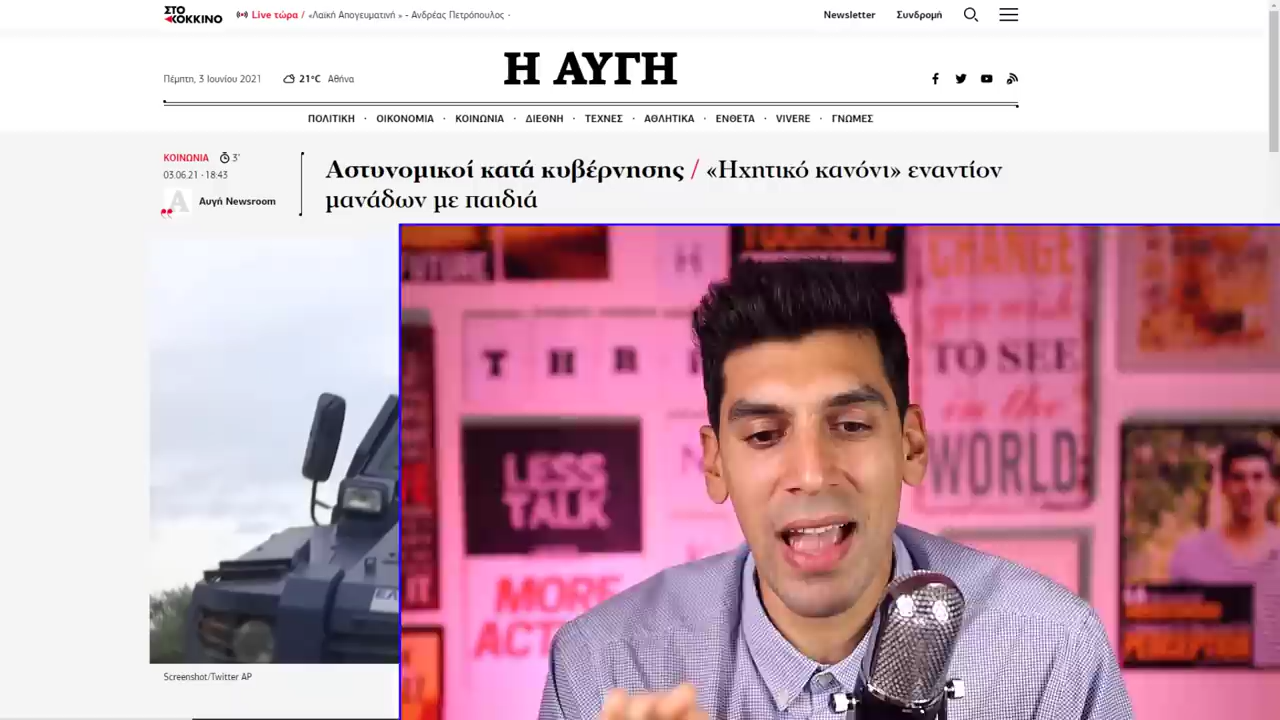 ΣΤΟ
ΚΟΚΚΙΝΟ
Live τώρα / «Λαϊκή Απογευματινή » - Ανδρέας Πετρόπουλος ·
Newsletter
Συνδρομή
Πέμπτη, 3 Ιουνίου 2021
21°C Αθήνα
Η ΑΥΓΗ
ΠΟΛΙΤΙΚΗ · ΟΙΚΟΝΟΜΙΑ · ΚΟΙΝΩΝΙΑ · ΔΙΕΘΝΗ · ΤΕΧΝΕΣ · ΑΘΛΗΤΙΚΑ · ΕΝΘΕΤΑ · VIVERE · ΓΝΩΜΕΣ
ΚΟΙΝΩΝΙΑ 3'
03.06.21 · 18:43
Αυγή Newsroom
Αστυνομικοί κατά κυβέρνησης / «Ηχητικό κανόνι» εναντίον
μανάδων με παιδιά
YOURSELF
CHANGE
TO SEE
in the
WORLD
H
T H R
LESS
TALK
MORE
Screenshot/Twitter AP